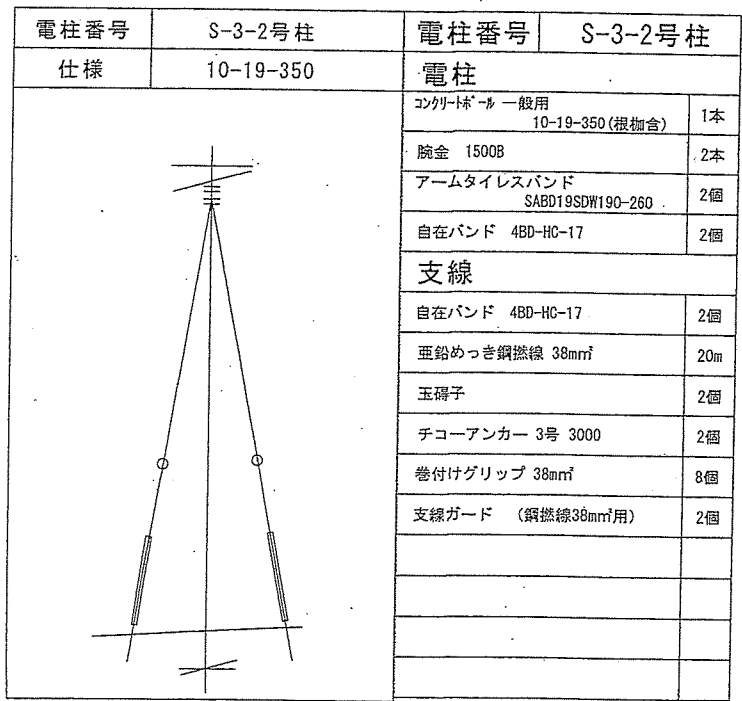 電柱番号 S-3-2号柱
仕様 10-19-350
電柱番号 S-3-2号柱
電柱
コンクリートポール 一般用
10-19-350(根枷含) 1本
腕金 1500B 2本
アームタイレスバンド
SABD19SDW190-260 2個
自在バンド 4BD-HC-17 2個
支線
自在バンド 4BD-HC-17 2個
亜鉛めっき鋼撚線 38mm㎡ 20m
玉碍子 2個
チコーアンカー 3号 3000 2個
巻付けグリップ 38mm㎡ 8個
支線ガード (鋼撚線38mm㎡用) 2個